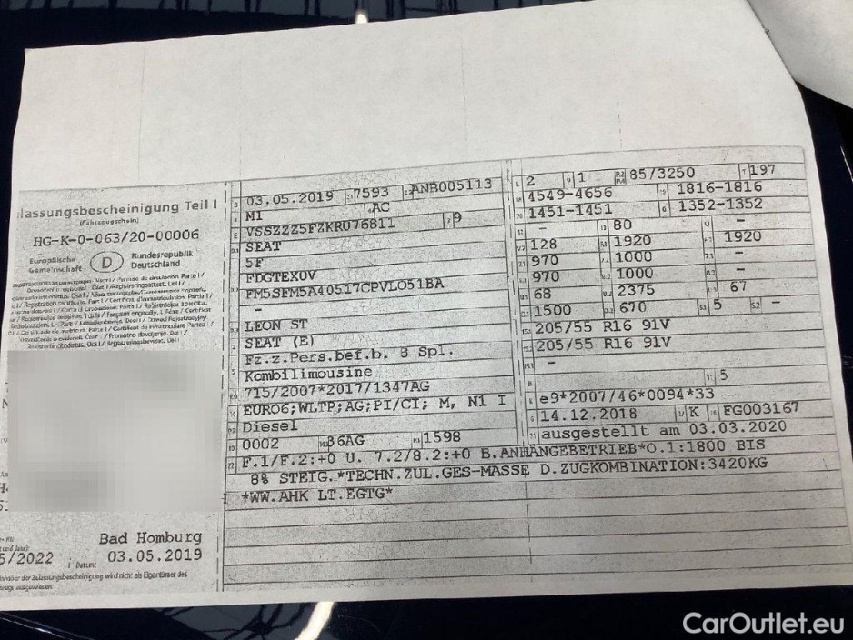 lassungsbescheinigung Teil I
(Fahrzeugschein)
HG-K-0-063/20-00006
Europäische
Gemeinschaft
D
Bundesrepublik
Deutschland
Bad Homburg
5/2022
Datum: 03.05.2019
03.05.2019 7593 ANB005113
M1 AC
VSSZZZ5FZKR076811 9
SEAT
5F
FDGTEX0V
FM5SFM5A40517CPVLO51BA
-
LEON ST
SEAT (E)
Fz.z.Pers.bef.b. 8 Spl.
Kombilimousine
715/2007*2017/1347AG
EURO6;WLTP;AG;PI/CI; M, N1 I
Diesel
0002 36AG 1598
2 1 85/3250 197
4549-4656 1816-1816
1451-1451 1352-1352
- 80 -
128 1920 1920
970 1000 -
970 1000 -
68 2375 67
1500 670 5 -
205/55 R16 91V
205/55 R16 91V
-
5
e9*2007/46*0094*33
14.12.2018 K FG003167
ausgestellt am 03.03.2020
F.1/F.2:+0 U. 7.2/8.2:+0 B.ANHANGEBETRIEB*O.1:1800 BIS
8% STEIG.*TECHN.ZUL.GES-MASSE D.ZUGKOMBINATION:3420KG
*WW.AHK LT.EGTG*
CarOutlet.eu